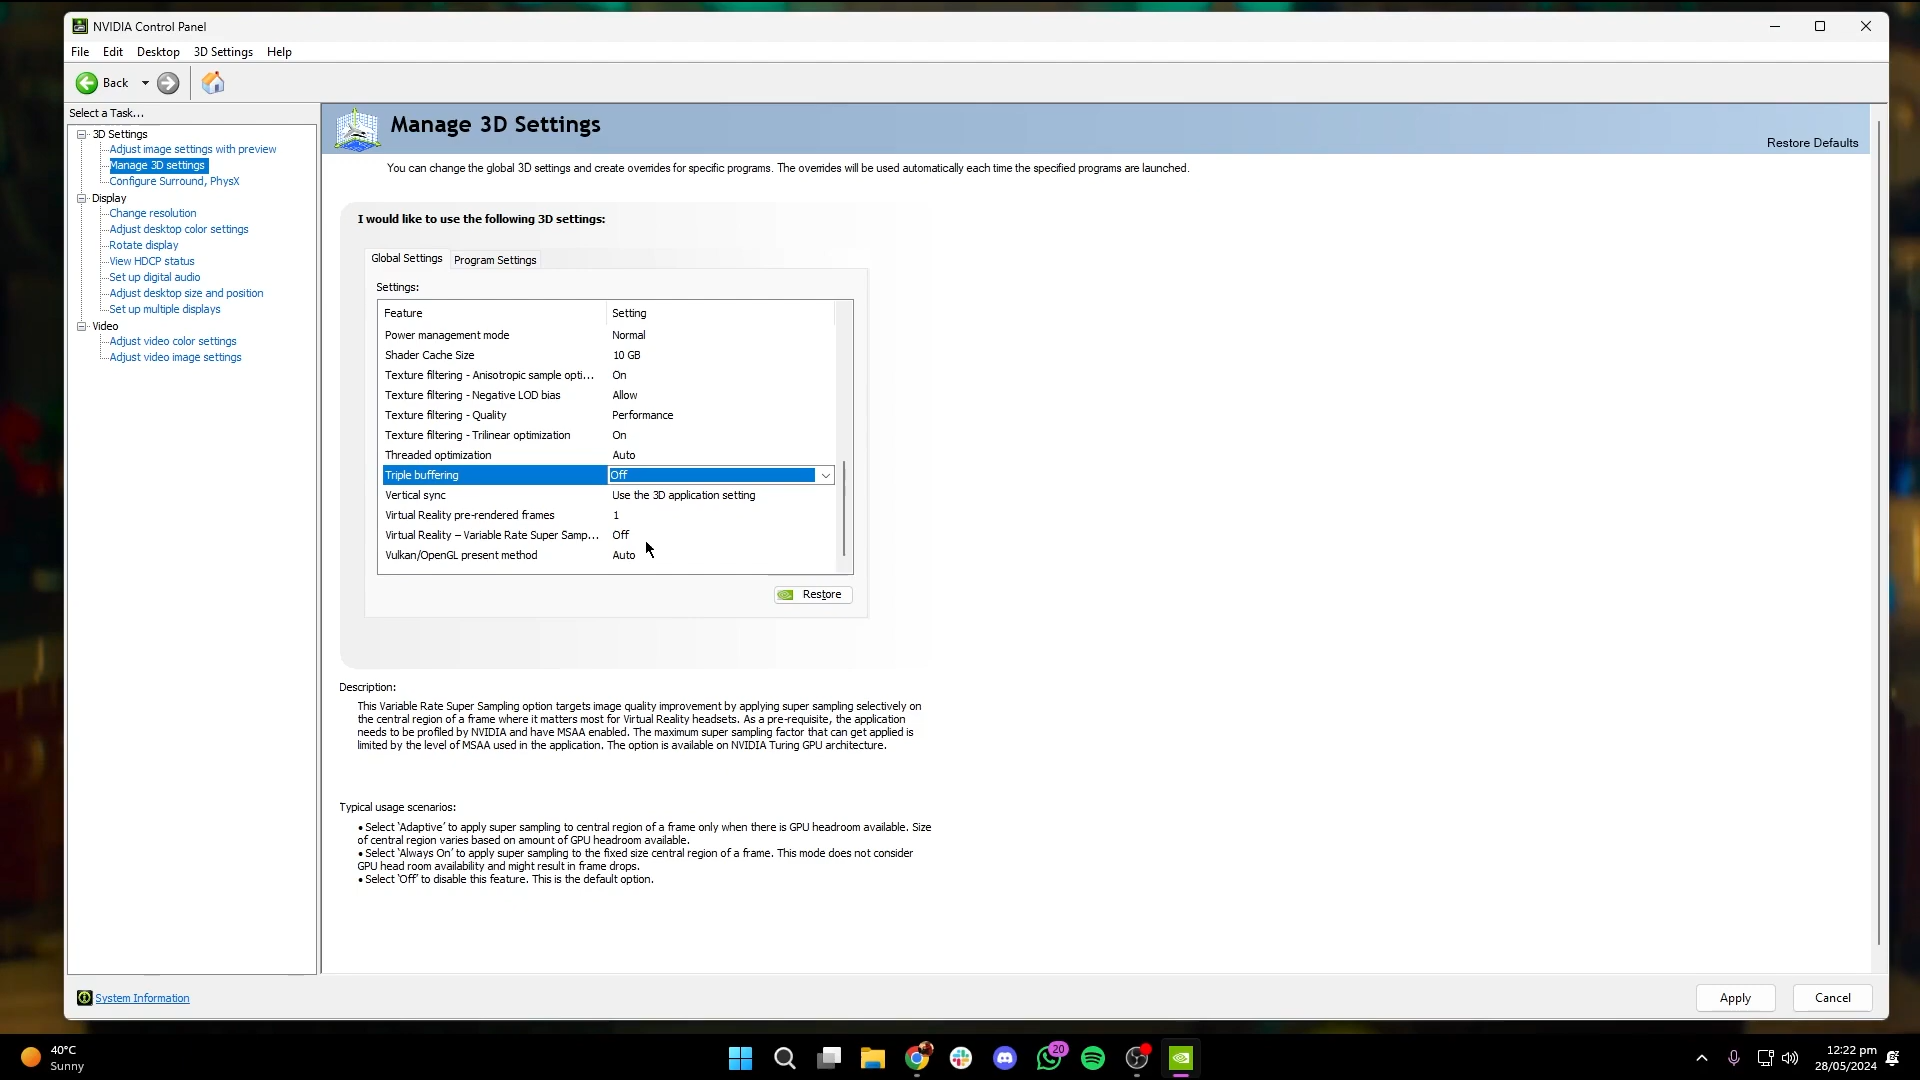 NVIDIA Control Panel
File Edit Desktop 3D Settings Help
Back
Select a Task...
3D Settings
Adjust image settings with preview
Manage 3D settings
Configure Surround, PhysX
Display
Change resolution
Adjust desktop color settings
Rotate display
View HDCP status
Set up digital audio
Adjust desktop size and position
Set up multiple displays
Video
Adjust video color settings
Adjust video image settings
Manage 3D Settings
Restore Defaults
You can change the global 3D settings and create overrides for specific programs. The overrides will be used automatically each time the specified programs are launched.
I would like to use the following 3D settings:
Global Settings Program Settings
Settings:
Feature Setting
Power management mode Normal
Shader Cache Size 10 GB
Texture filtering - Anisotropic sample opti... On
Texture filtering - Negative LOD bias Allow
Texture filtering - Quality Performance
Texture filtering - Trilinear optimization On
Threaded optimization Auto
Triple buffering Off
Vertical sync Use the 3D application setting
Virtual Reality pre-rendered frames 1
Virtual Reality – Variable Rate Super Samp... Off
Vulkan/OpenGL present method Auto
Restore
Description:
This Variable Rate Super Sampling option targets image quality improvement by applying super sampling selectively on
the central region of a frame where it matters most for Virtual Reality headsets. As a pre-requisite, the application
needs to be profiled by NVIDIA and have MSAA enabled. The maximum super sampling factor that can get applied is
limited by the level of MSAA used in the application. The option is available on NVIDIA Turing GPU architecture.
Typical usage scenarios:
• Select 'Adaptive' to apply super sampling to central region of a frame only when there is GPU headroom available. Size
of central region varies based on amount of GPU headroom available.
• Select 'Always On' to apply super sampling to the fixed size central region of a frame. This mode does not consider
GPU head room availability and might result in frame drops.
• Select 'Off' to disable this feature. This is the default option.
System Information
Apply Cancel
40°C
Sunny
20
12:22 pm
28/05/2024